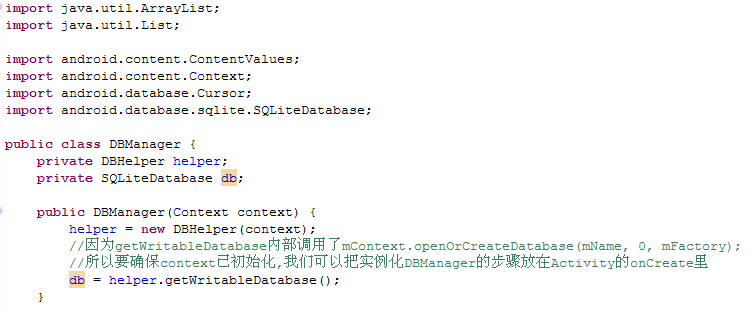 import java.util.ArrayList;
import java.util.List;
import android.content.ContentValues;
import android.content.Context;
import android.database.Cursor;
import android.database.sqlite.SQLiteDatabase;
public class DBManager {
    private DBHelper helper;
    private SQLiteDatabase db;
    public DBManager(Context context) {
        helper = new DBHelper(context);
        //因为getWritableDatabase内部调用了mContext.openOrCreateDatabase(mName, 0, mFactory);
        //所以要确保context已初始化,我们可以把实例化DBManager的步骤放在Activity的onCreate里
        db = helper.getWritableDatabase();
    }